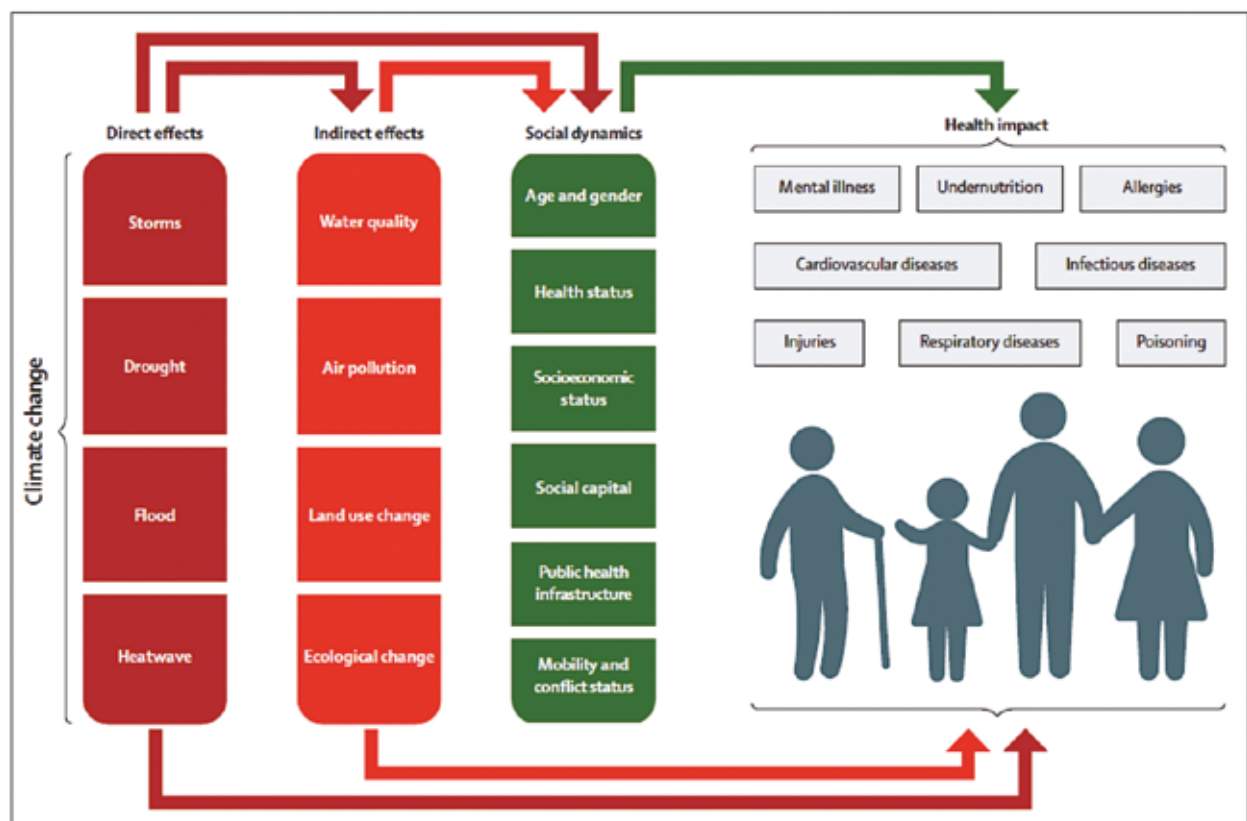 Direct effects
Indirect effects
Social dynamics
Health impact
Climate change
Storms
Drought
Flood
Heatwave
Water quality
Air pollution
Land use change
Ecological change
Age and gender
Health status
Socioeconomic
status
Social capital
Public health
infrastructure
Mobility and
conflict status
Mental illness
Undernutrition
Allergies
Cardiovascular diseases
Infectious diseases
Injuries
Respiratory diseases
Poisoning